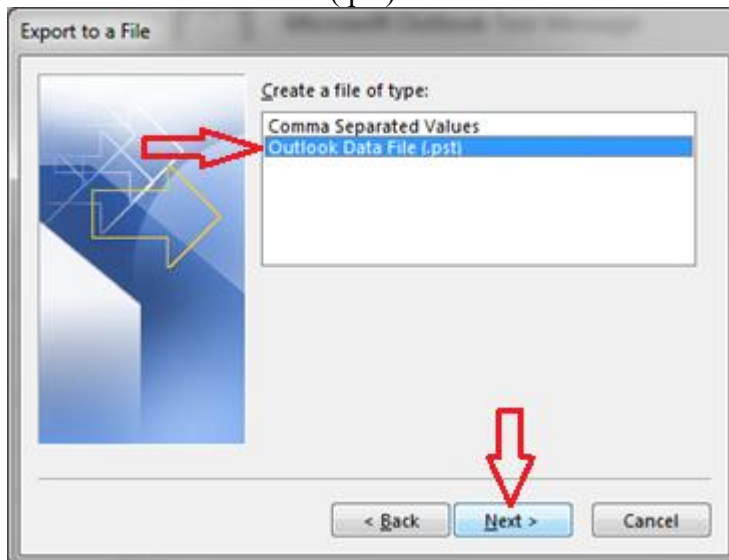 Export to a File
Create a file of type:
Comma Separated Values
Outlook Data File (.pst)
< Back
Next >
Cancel